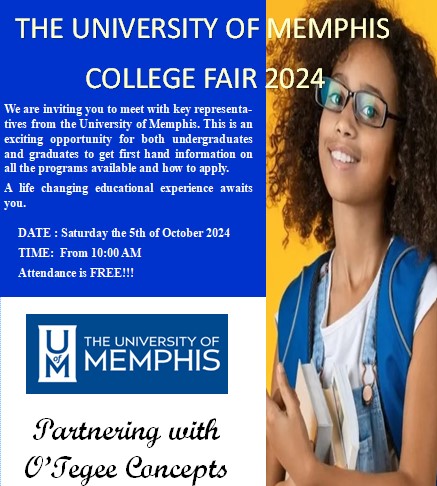 THE UNIVERSITY OF MEMPHIS
COLLEGE FAIR 2024
We are inviting you to meet with key representa-
tives from the University of Memphis. This is an
exciting opportunity for both undergraduates
and graduates to get first hand information on
all the programs available and how to apply.
A life changing educational experience awaits
you.
DATE : Saturday the 5th of October 2024
TIME: From 10:00 AM
Attendance is FREE!!!
U
of
M
THE UNIVERSITY OF
MEMPHIS
Partnering with
O'Tegee Concepts